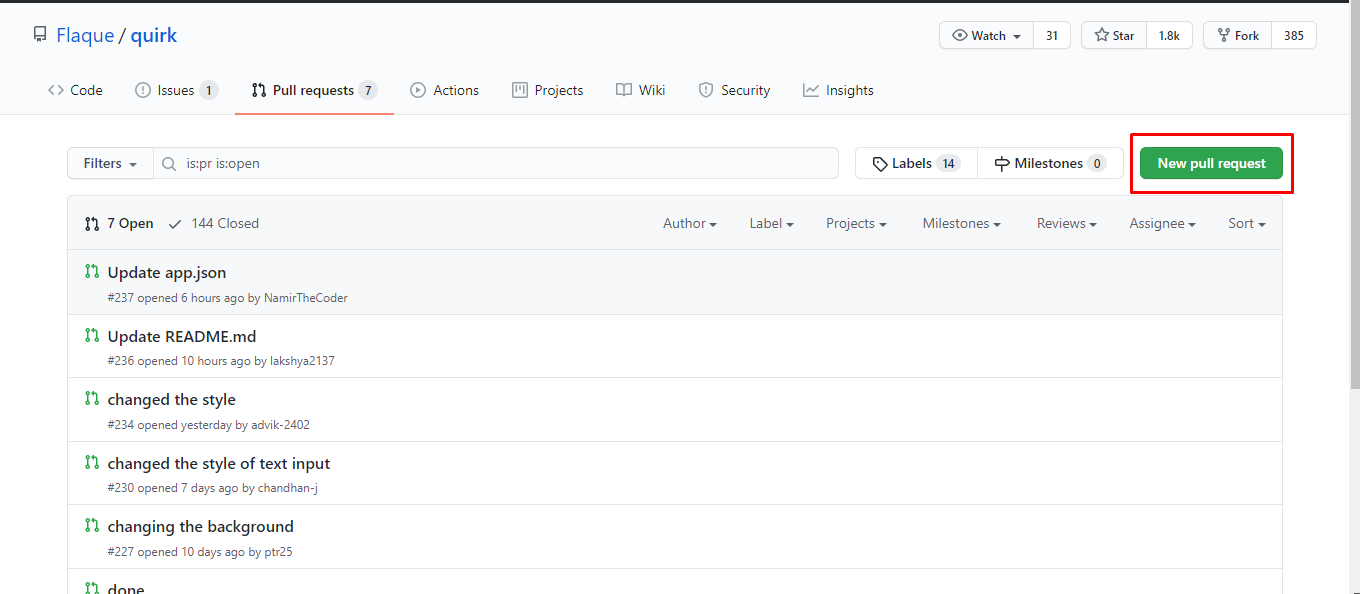 Flaque / quirk
Watch 31 Star 1.8k Fork 385
Code Issues 1 Pull requests 7 Actions Projects Wiki Security Insights
Filters is:pr is:open Labels 14 Milestones 0 New pull request
7 Open 144 Closed Author Label Projects Milestones Reviews Assignee Sort
Update app.json
#237 opened 6 hours ago by NamirTheCoder
Update README.md
#236 opened 10 hours ago by lakshya2137
changed the style
#234 opened yesterday by advik-2402
changed the style of text input
#230 opened 7 days ago by chandhan-j
changing the background
#227 opened 10 days ago by ptr25
done